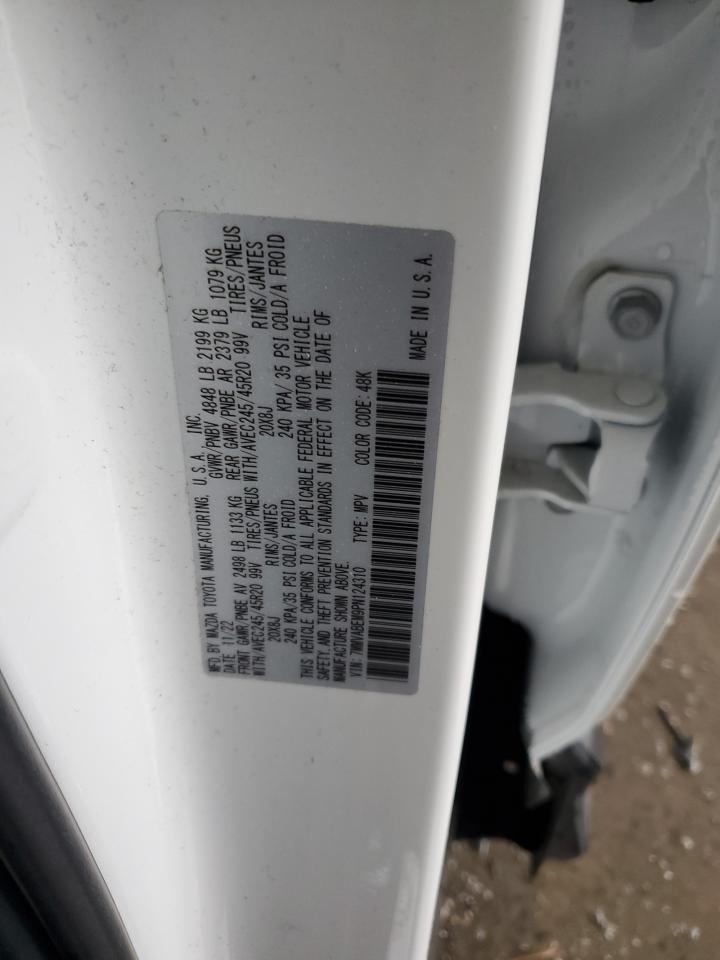 MFD. BY MAZDA TOYOTA MANUFACTURING, U.S.A., INC.
DATE 11/22 GVWR/PNBV 4848 LB 2199 KG
FRONT GAWR/PNBE AV 2498 LB 1133 KG REAR GAWR/PNBE AR 2379 LB 1079 KG
WITH/AVEC245/45R20 99V TIRES/PNEUS WITH/AVEC245/45R20 99V TIRES/PNEUS
20X8J RIMS/JANTES 20X8J RIMS/JANTES
240 KPA/35 PSI COLD/A FROID 240 KPA/ 35 PSI COLD/A FROID
THIS VEHICLE CONFORMS TO ALL APPLICABLE FEDERAL MOTOR VEHICLE
SAFETY, AND THEFT PREVENTION STANDARDS IN EFFECT ON THE DATE OF
MANUFACTURE SHOWN ABOVE.
VIN: 7MMVABEM9PN124310 TYPE: MPV COLOR CODE: 48K
MADE IN U.S.A.